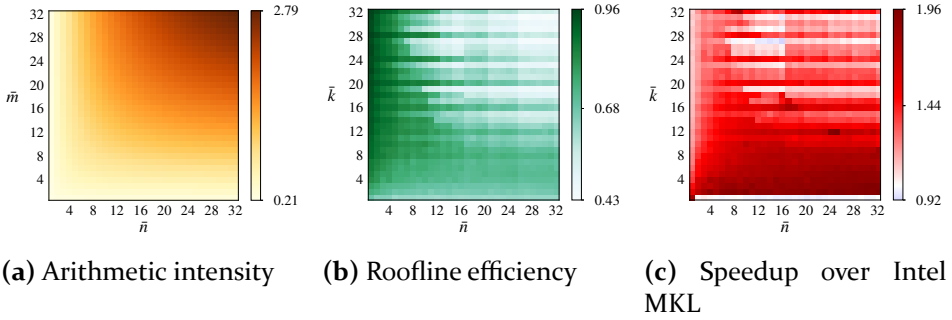 32
28
24
20
16
12
8
4
m̄
4 8 12 16 20 24 28 32
n̄
2.79
0.21
(a) Arithmetic intensity
32
28
24
20
16
12
8
4
k̄
4 8 12 16 20 24 28 32
n̄
0.96
0.68
0.43
(b) Roofline efficiency
32
28
24
20
16
12
8
4
k̄
4 8 12 16 20 24 28 32
n̄
1.96
1.44
0.92
(c) Speedup over Intel
MKL